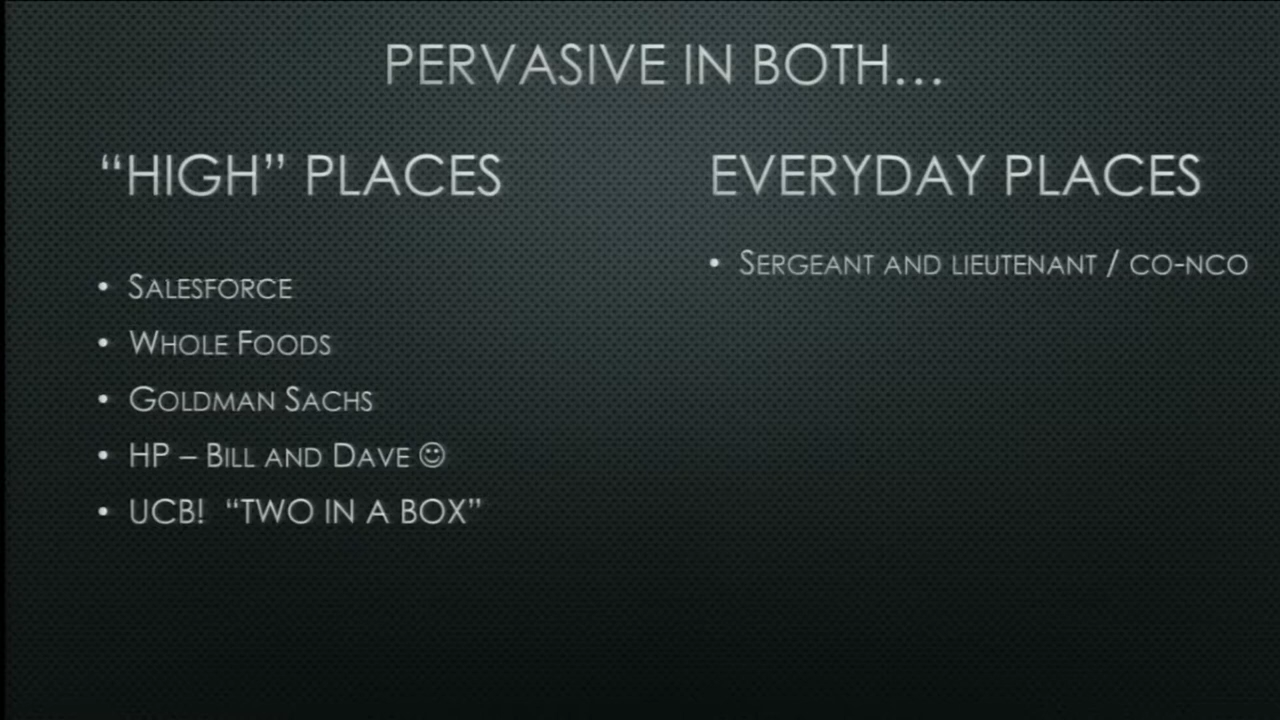 PERVASIVE IN BOTH…
“HIGH” PLACES
• SALESFORCE
• WHOLE FOODS
• GOLDMAN SACHS
• HP – BILL AND DAVE ☺
• UCB! “TWO IN A BOX”
EVERYDAY PLACES
• SERGEANT AND LIEUTENANT / CO-NCO